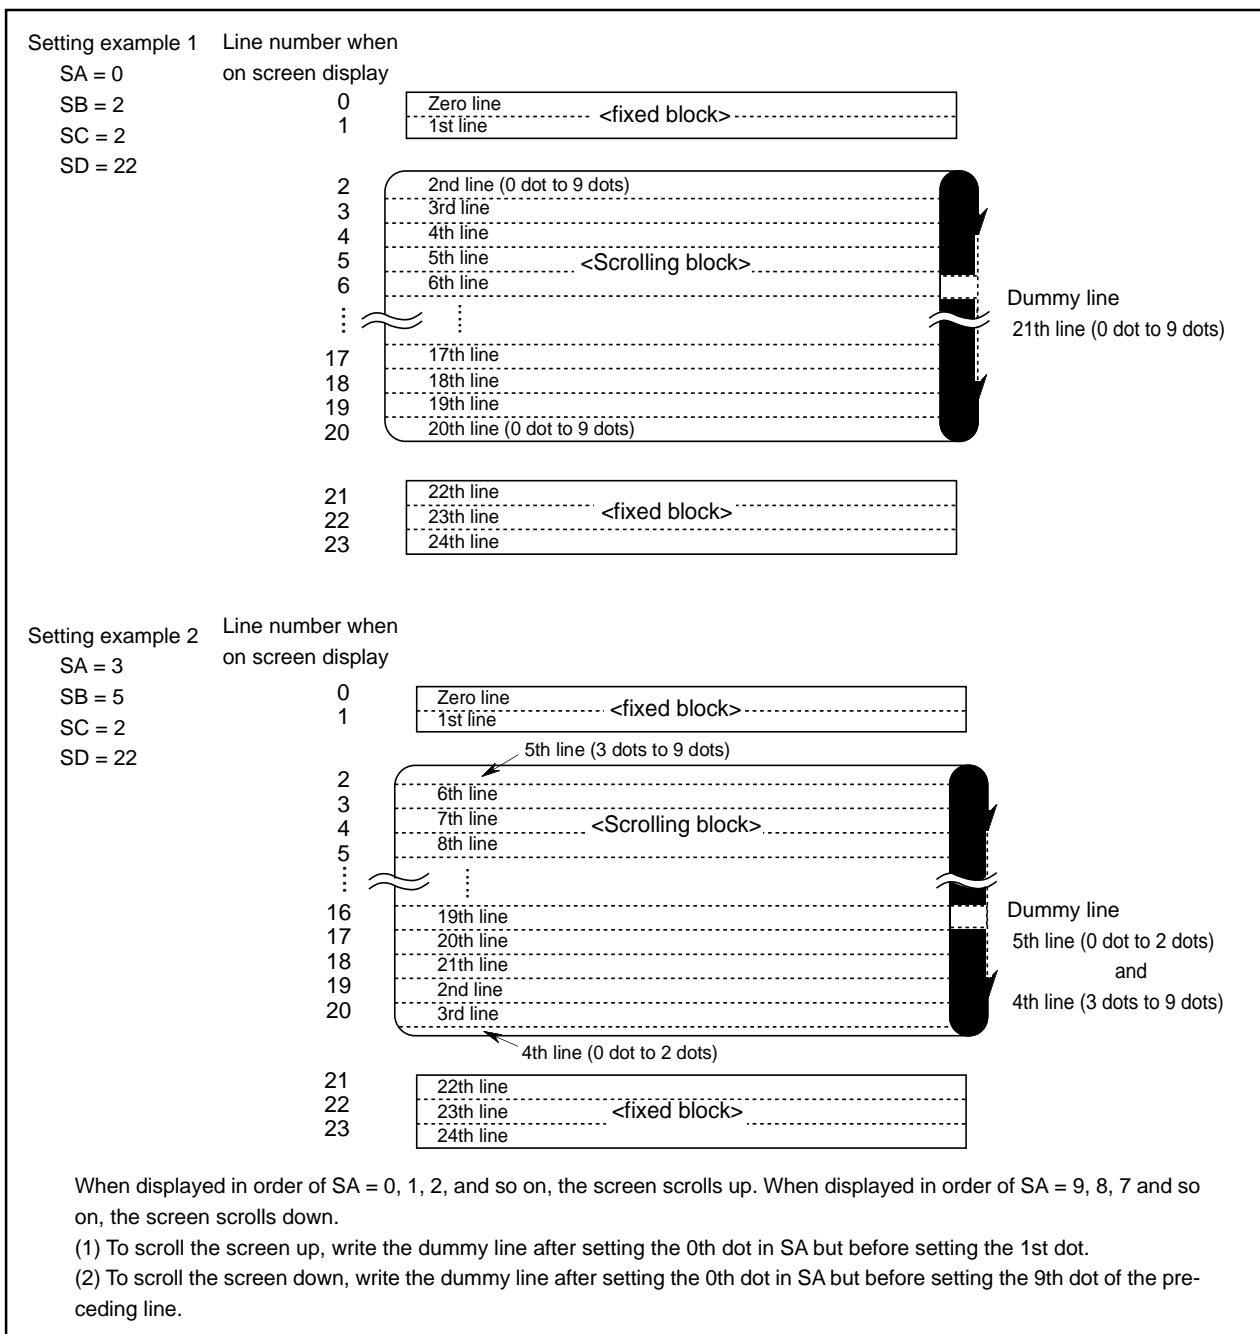 Setting example 1
SA = 0
SB = 2
SC = 2
SD = 22
Line number when
on screen display
0 Zero line
<fixed block>
1 1st line
2 2nd line (0 dot to 9 dots)
3 3rd line
4 4th line
5 5th line
<Scrolling block>
6 6th line
17 17th line
18 18th line
19 19th line
20 20th line (0 dot to 9 dots)
Dummy line
21th line (0 dot to 9 dots)
21 22th line
22 23th line
<fixed block>
23 24th line
Setting example 2
SA = 3
SB = 5
SC = 2
SD = 22
Line number when
on screen display
0 Zero line
<fixed block>
1 1st line
5th line (3 dots to 9 dots)
2
3 6th line
4 7th line
<Scrolling block>
5 8th line
16 19th line
17 20th line
18 21th line
19 2nd line
20 3rd line
4th line (0 dot to 2 dots)
Dummy line
5th line (0 dot to 2 dots)
and
4th line (3 dots to 9 dots)
21 22th line
22 23th line
<fixed block>
23 24th line
When displayed in order of SA = 0, 1, 2, and so on, the screen scrolls up. When displayed in order of SA = 9, 8, 7 and so
on, the screen scrolls down.
(1) To scroll the screen up, write the dummy line after setting the 0th dot in SA but before setting the 1st dot.
(2) To scroll the screen down, write the dummy line after setting the 0th dot in SA but before setting the 9th dot of the pre-
ceding line.